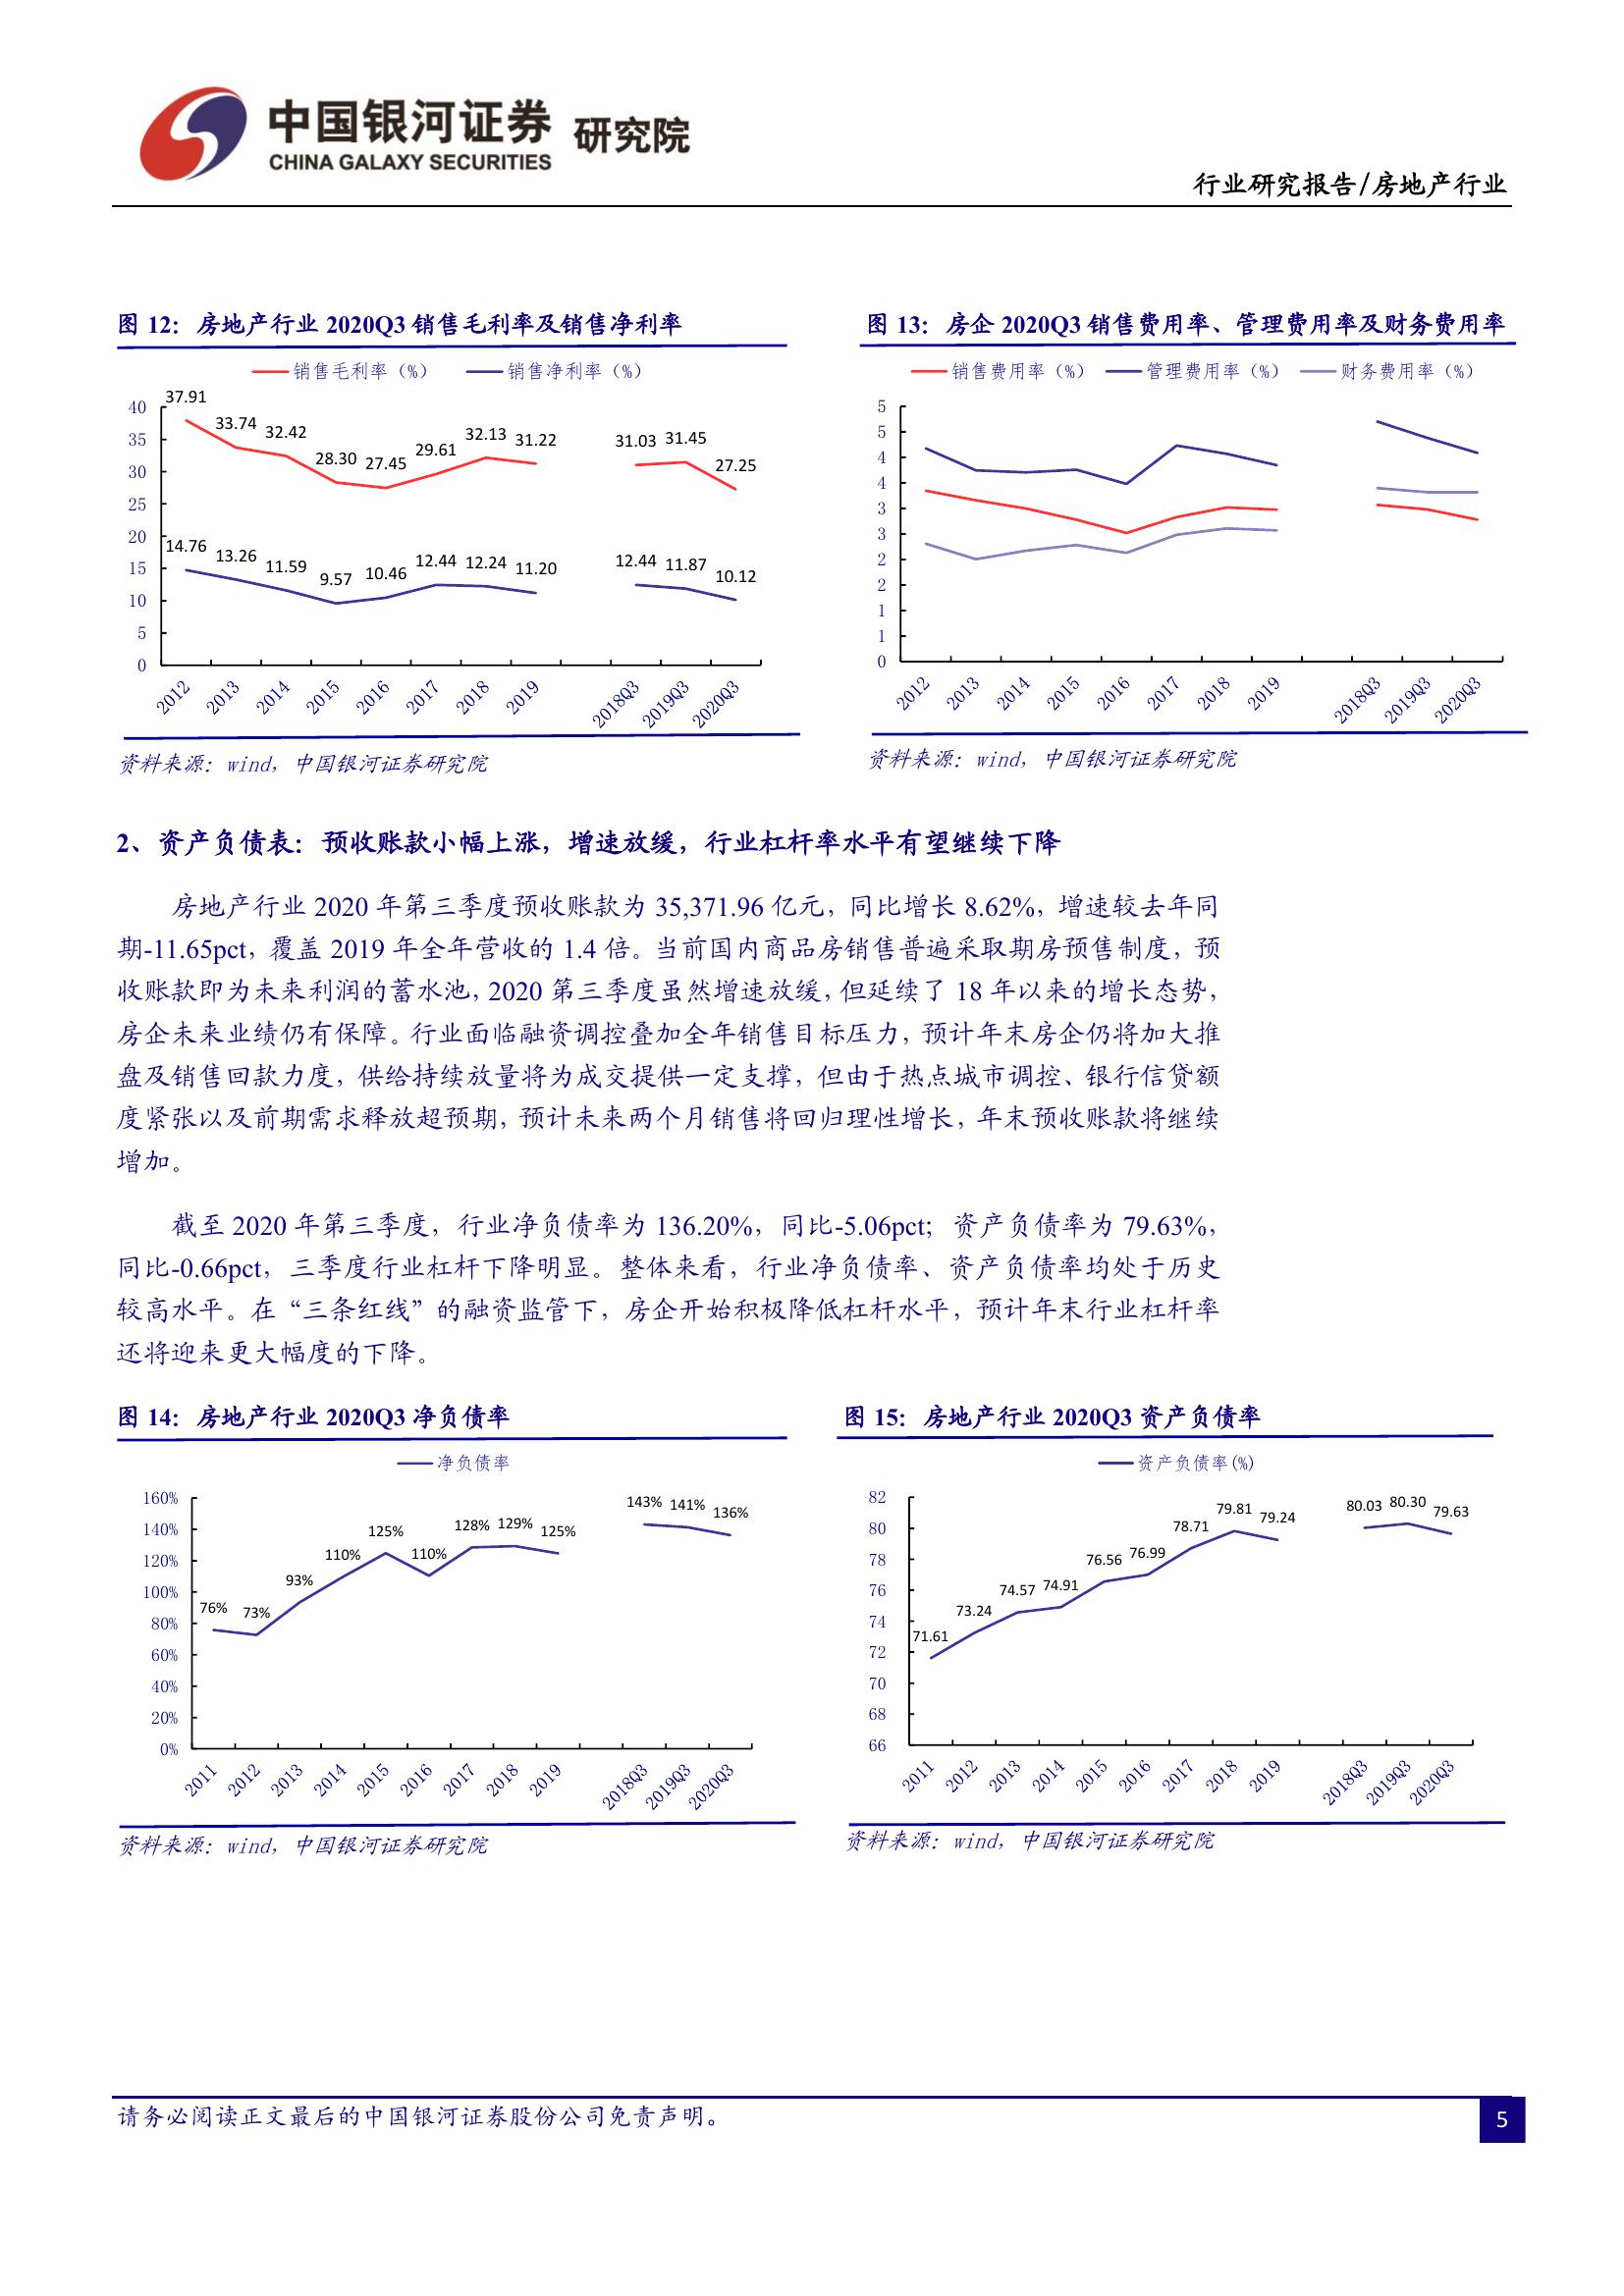 中国银河证券 研究院
CHINA GALAXY SECURITIES
行业研究报告/房地产行业
图 12：房地产行业 2020Q3 销售毛利率及销售净利率
销售毛利率（%） 销售净利率（%）
40
35
30
25
20
15
10
5
0
37.91 33.74 32.42 28.30 27.45 29.61 32.13 31.22 31.03 31.45 27.25
14.76 13.26 11.59 9.57 10.46 12.44 12.24 11.20 12.44 11.87 10.12
2012 2013 2014 2015 2016 2017 2018 2019 2018Q3 2019Q3 2020Q3
资料来源：wind，中国银河证券研究院
图 13：房企 2020Q3 销售费用率、管理费用率及财务费用率
销售费用率（%） 管理费用率（%） 财务费用率（%）
5
5
4
4
3
3
2
2
1
1
0
2012 2013 2014 2015 2016 2017 2018 2019 2018Q3 2019Q3 2020Q3
资料来源：wind，中国银河证券研究院
2、资产负债表：预收账款小幅上涨，增速放缓，行业杠杆率水平有望继续下降
房地产行业 2020 年第三季度预收账款为 35,371.96 亿元，同比增长 8.62%，增速较去年同
期-11.65pct，覆盖 2019 年全年营收的 1.4 倍。当前国内商品房销售普遍采取期房预售制度，预
收账款即为未来利润的蓄水池，2020 第三季度虽然增速放缓，但延续了 18 年以来的增长态势，
房企未来业绩仍有保障。行业面临融资调控叠加全年销售目标压力，预计年末房企仍将加大推
盘及销售回款力度，供给持续放量将为成交提供一定支撑，但由于热点城市调控、银行信贷额
度紧张以及前期需求释放超预期，预计未来两个月销售将回归理性增长，年末预收账款将继续
增加。
截至 2020 年第三季度，行业净负债率为 136.20%，同比-5.06pct；资产负债率为 79.63%，
同比-0.66pct，三季度行业杠杆下降明显。整体来看，行业净负债率、资产负债率均处于历史
较高水平。在“三条红线”的融资监管下，房企开始积极降低杠杆水平，预计年末行业杠杆率
还将迎来更大幅度的下降。
图 14：房地产行业 2020Q3 净负债率
净负债率
160%
140%
120%
100%
80%
60%
40%
20%
0%
76% 73% 93% 110% 125% 110% 128% 129% 125% 143% 141% 136%
2011 2012 2013 2014 2015 2016 2017 2018 2019 2018Q3 2019Q3 2020Q3
资料来源：wind，中国银河证券研究院
图 15：房地产行业 2020Q3 资产负债率
资产负债率(%)
82
80
78
76
74
72
70
68
66
71.61 73.24 74.57 74.91 76.56 76.99 78.71 79.81 79.24 80.03 80.30 79.63
2011 2012 2013 2014 2015 2016 2017 2018 2019 2018Q3 2019Q3 2020Q3
资料来源：wind，中国银河证券研究院
请务必阅读正文最后的中国银河证券股份公司免责声明。
5